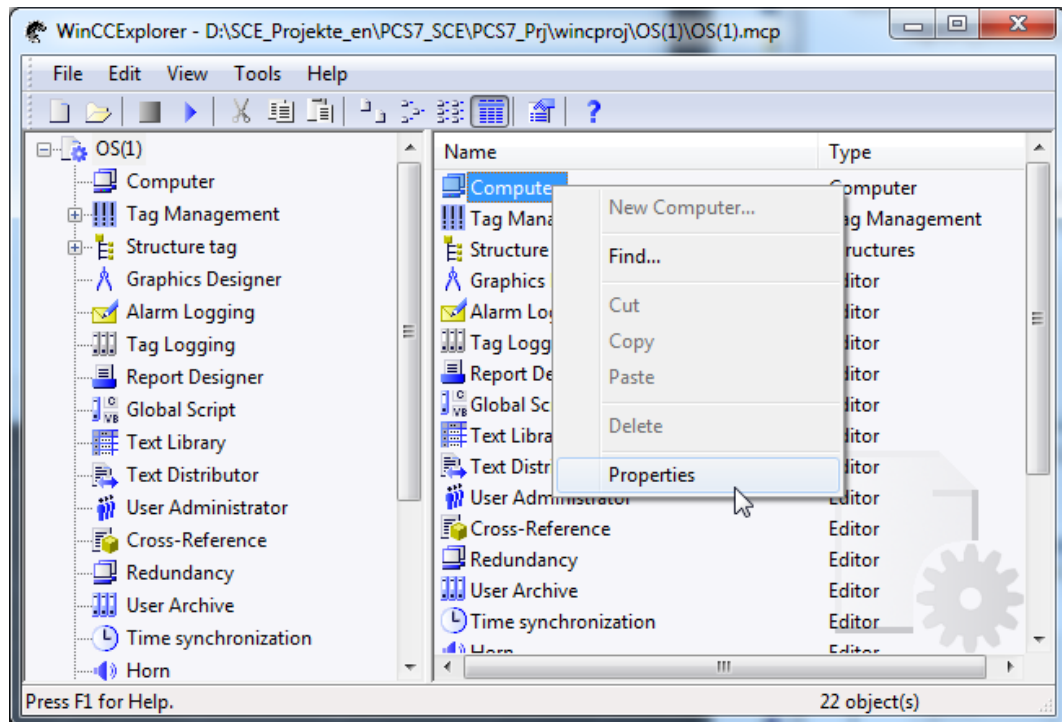 WinCCExplorer - D:\SCE_Projekte_en\PCS7_SCE\PCS7_Prj\wincproj\OS(1)\OS(1).mcp
File Edit View Tools Help
OS(1)
Computer
Tag Management
Structure tag
Graphics Designer
Alarm Logging
Tag Logging
Report Designer
Global Script
Text Library
Text Distributor
User Administrator
Cross-Reference
Redundancy
User Archive
Time synchronization
Horn
Name Type
Compute Computer
Tag Mana ag Management
Structure ructures
Graphics ditor
Alarm Lo ditor
Tag Logg ditor
Report De ditor
Global Sc ditor
Text Libra ditor
Text Distr ditor
User Administrator Editor
Cross-Reference Editor
Redundancy Editor
User Archive Editor
Time synchronization Editor
Horn Editor
New Computer...
Find...
Cut
Copy
Paste
Delete
Properties
Press F1 for Help. 22 object(s)